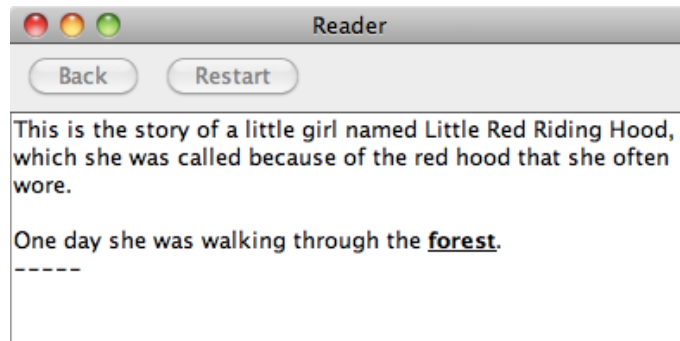 Reader
Back Restart
This is the story of a little girl named Little Red Riding Hood,
which she was called because of the red hood that she often
wore.
One day she was walking through the forest.
-----